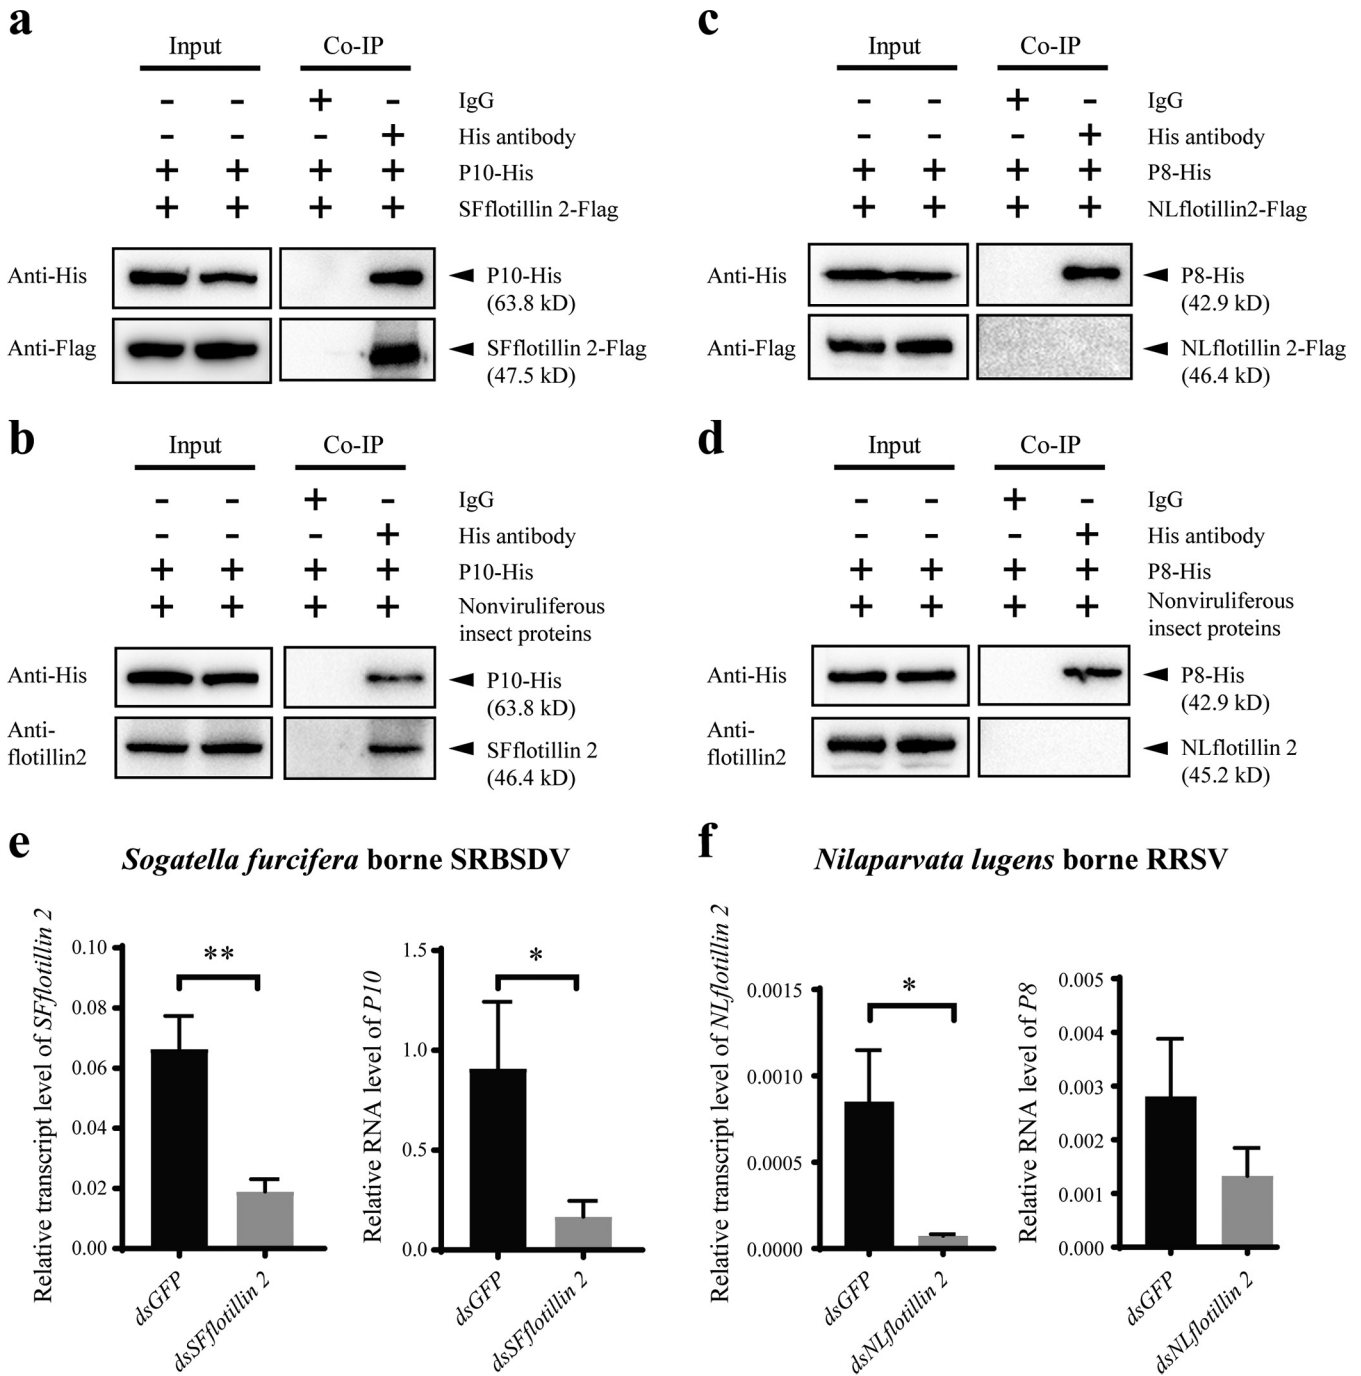 a
Input Co-IP
- - + - IgG
- - - + His antibody
+ + + + P10-His
+ + + + SFflotillin 2-Flag
Anti-His P10-His
(63.8 kD)
Anti-Flag SFflotillin 2-Flag
(47.5 kD)
c
Input Co-IP
- - + - IgG
- - - + His antibody
+ + + + P8-His
+ + + + NLflotillin2-Flag
Anti-His P8-His
(42.9 kD)
Anti-Flag NLflotillin 2-Flag
(46.4 kD)
b
Input Co-IP
- - + - IgG
- - - + His antibody
+ + + + P10-His
+ + + + Nonviruliferous
insect proteins
Anti-His P10-His
(63.8 kD)
Anti-
flotillin2 SFflotillin 2
(46.4 kD)
d
Input Co-IP
- - + - IgG
- - - + His antibody
+ + + + P8-His
+ + + + Nonviruliferous
insect proteins
Anti-His P8-His
(42.9 kD)
Anti-
flotillin2 NLflotillin 2
(45.2 kD)
e
Sogatella furcifera borne SRBSDV
Relative transcript level of SFflotillin 2
0.10
0.08
0.06
0.04
0.02
0.00
**
dsGFP
dsSFflotillin 2
Relative RNA level of P10
1.5
1.0
0.5
0.0
*
dsGFP
dsSFflotillin 2
f
Nilaparvata lugens borne RRSV
Relative transcript level of NLflotillin 2
0.0015
0.0010
0.0005
0.0000
*
dsGFP
dsNLflotillin 2
Relative RNA level of P8
0.005
0.004
0.003
0.002
0.001
0.000
dsGFP
dsNLflotillin 2